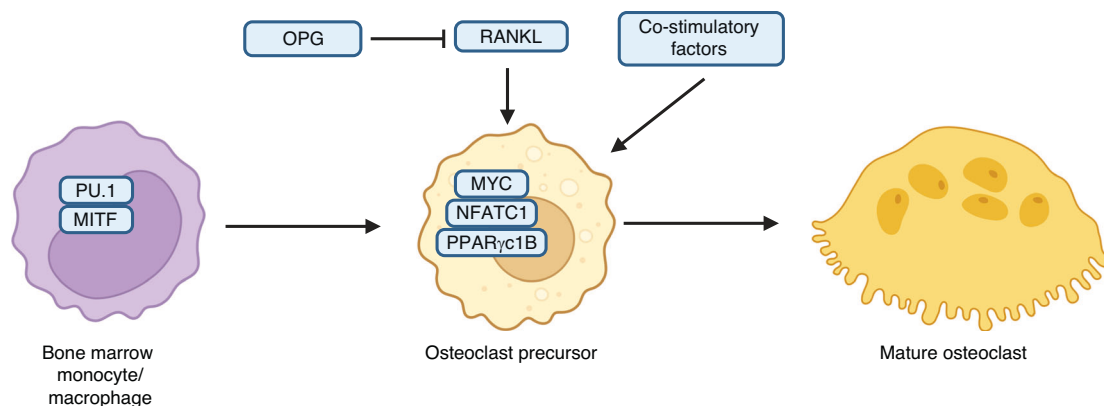 OPG
RANKL
Co-stimulatory
factors
PU.1
MITF
MYC
NFATC1
PPARγc1B
Bone marrow
monocyte/
macrophage
Osteoclast precursor
Mature osteoclast